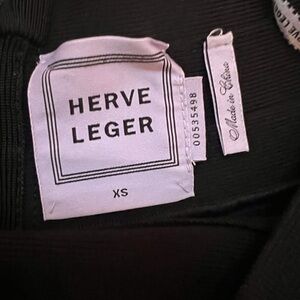 HERVE
LEGER
XS
00535498
Made in China